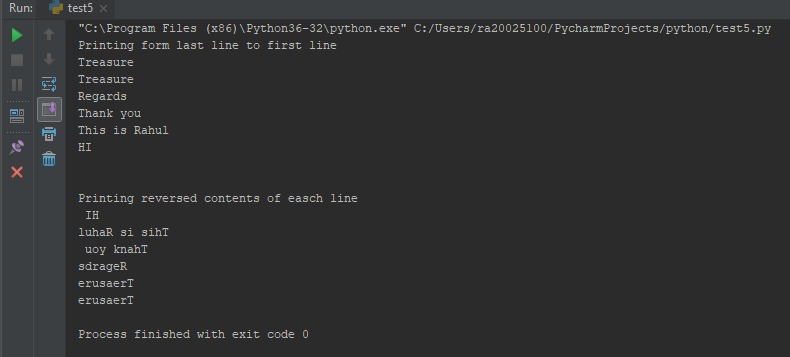 Run: test5
"C:\Program Files (x86)\Python36-32\python.exe" C:/Users/ra20025100/PycharmProjects/python/test5.py
Printing form last line to first line
Treasure
Treasure
Regards
Thank you
This is Rahul
HI
Printing reversed contents of easch line
IH
luhaR si sihT
uoy knahT
sdrageR
erusaerT
erusaerT
Process finished with exit code 0